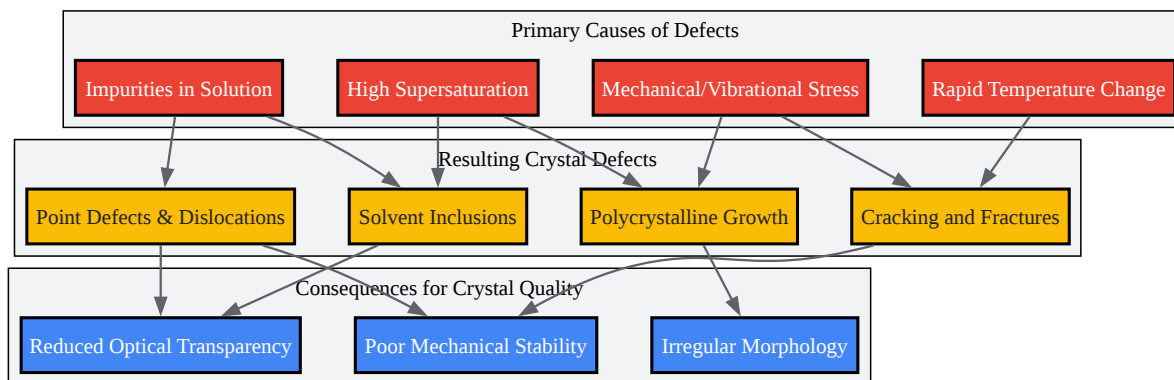 Primary Causes of Defects
Impurities in Solution
High Supersaturation
Mechanical/Vibrational Stress
Rapid Temperature Change
Resulting Crystal Defects
Point Defects & Dislocations
Solvent Inclusions
Polycrystalline Growth
Cracking and Fractures
Consequences for Crystal Quality
Reduced Optical Transparency
Poor Mechanical Stability
Irregular Morphology